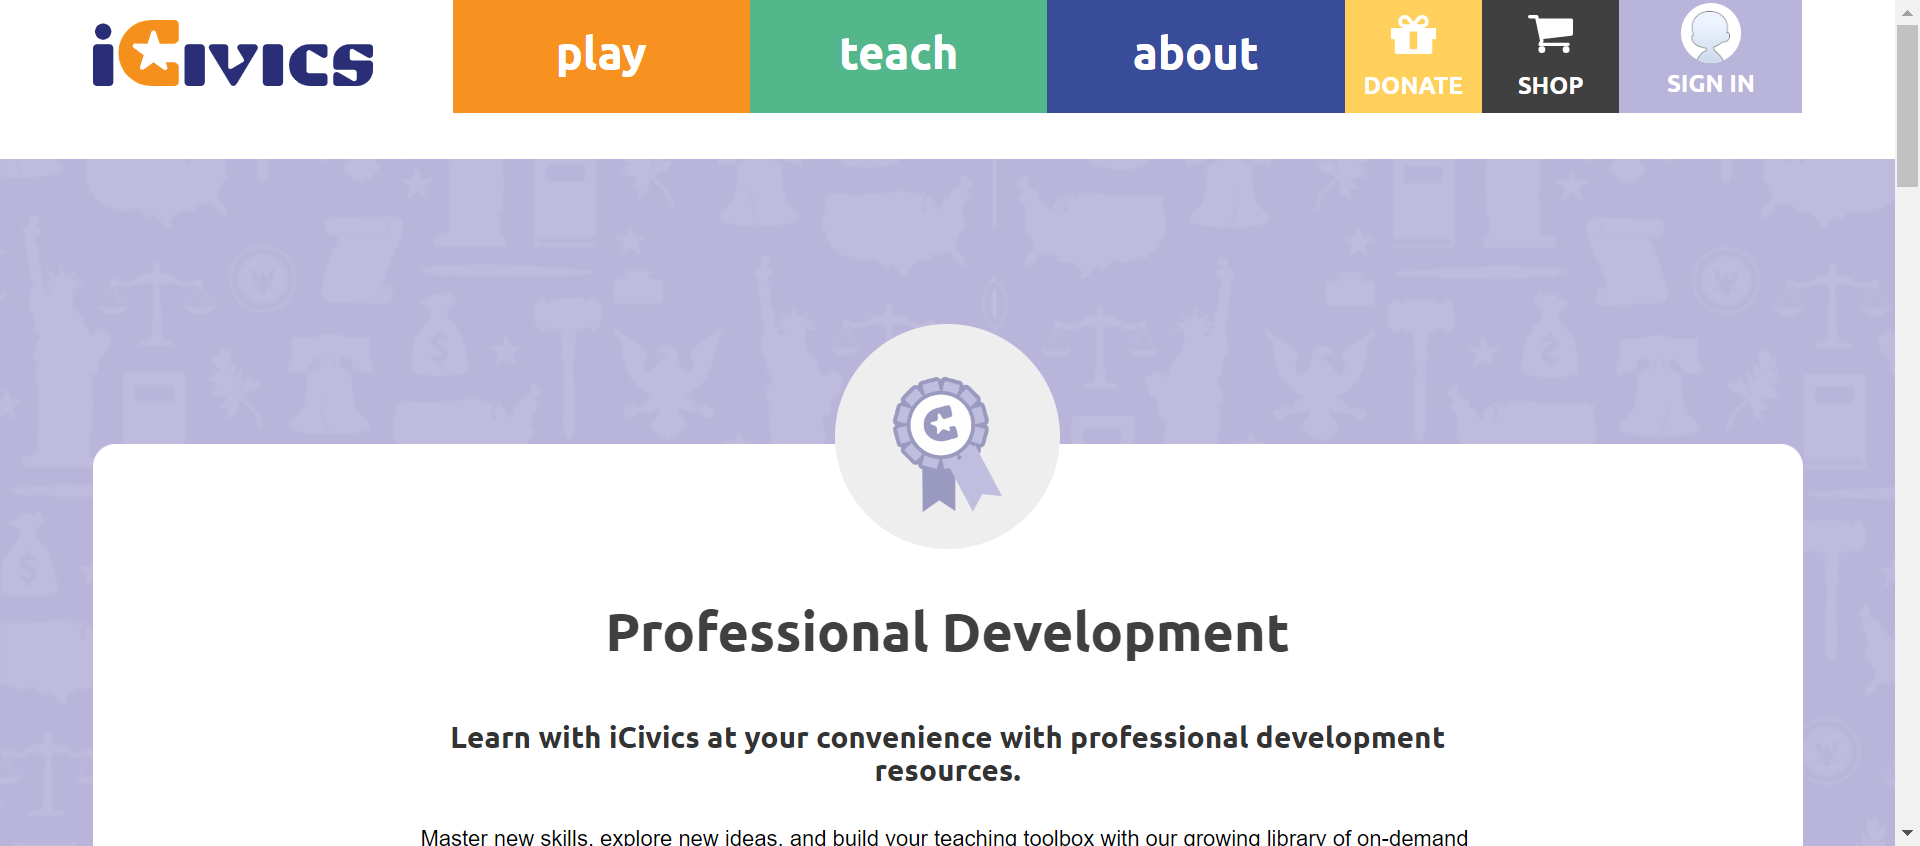 iCivics
play
teach
about
DONATE
SHOP
SIGN IN
Professional Development
Learn with iCivics at your convenience with professional development
resources.
Master new skills, explore new ideas, and build your teaching toolbox with our growing library of on-demand